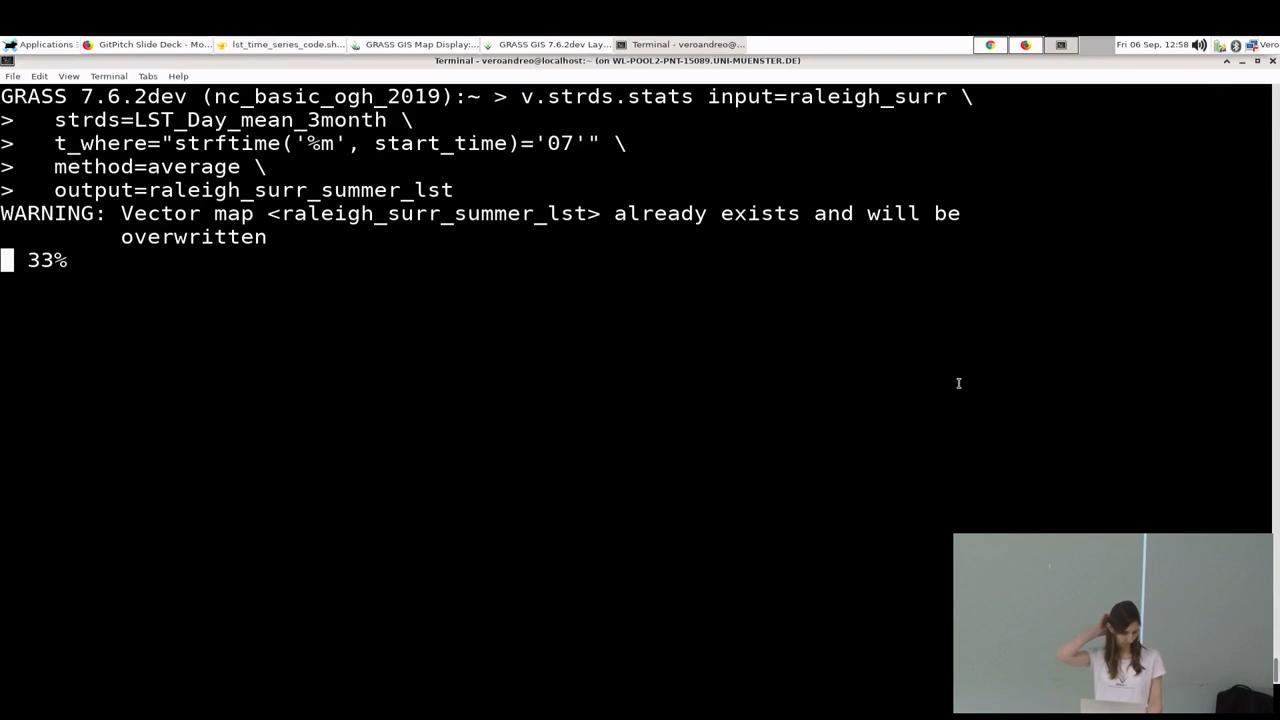 Applications
GitPitch Slide Deck - Mo...
lst_time_series_code.sh...
GRASS GIS Map Display:...
GRASS GIS 7.6.2dev Lay...
Terminal - veroandreo@...
Fri 06 Sep, 12:58
Vero
Terminal - veroandreo@localhost:~ (on WL-POOL2-PNT-15089.UNI-MUENSTER.DE)
File Edit View Terminal Tabs Help
GRASS 7.6.2dev (nc_basic_ogh_2019):~ > v.strds.stats input=raleigh_surr \
> strds=LST_Day_mean_3month \
> t_where="strftime('%m', start_time)='07'" \
> method=average \
> output=raleigh_surr_summer_lst
WARNING: Vector map <raleigh_surr_summer_lst> already exists and will be
overwritten
33%